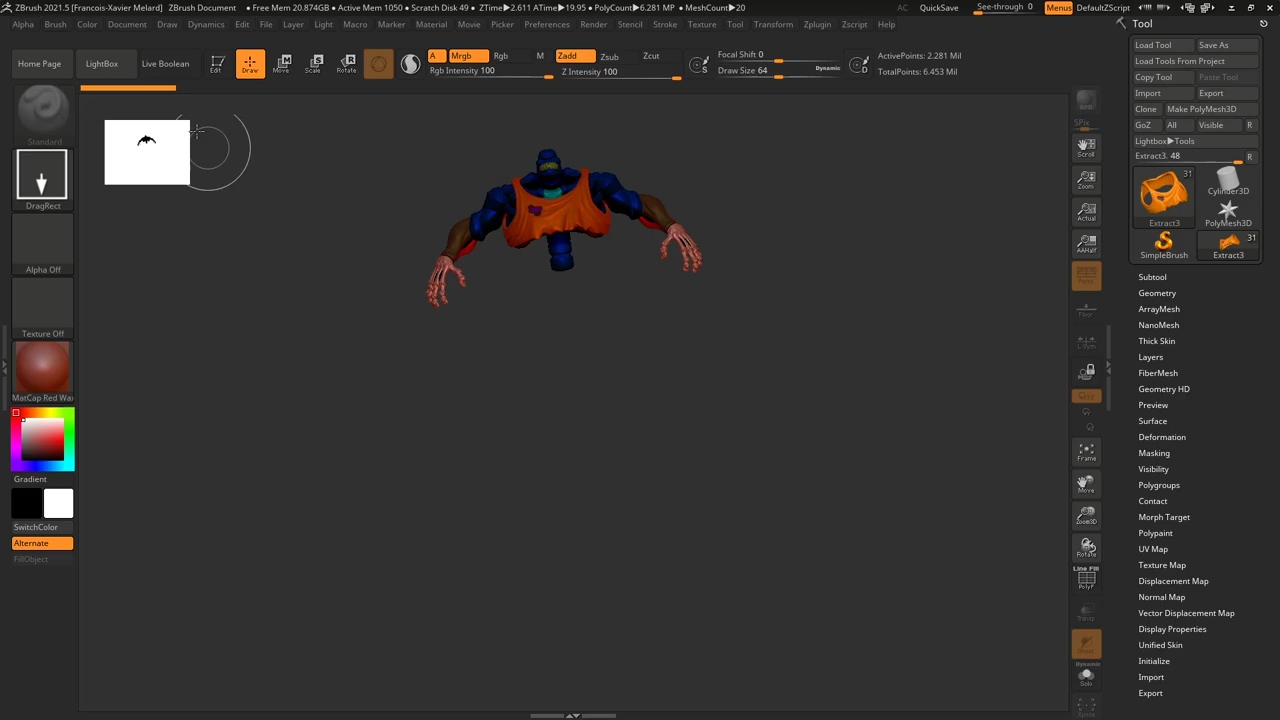 ZBrush 2021.5 [Francois-Xavier Melard] ZBrush Document • Free Mem 20.874GB • Active Mem 1050 • Scratch Disk 49 • ZTime▶2.611 ATime▶19.95 • PolyCount▶6.281 MP • MeshCount▶20 AC QuickSave See-through 0 Menus DefaultZScript
Alpha Brush Color Document Draw Dynamics Edit File Layer Light Macro Marker Material Movie Picker Preferences Render Stencil Stroke Texture Tool Transform Zplugin Zscript Help
Home Page LightBox Live Boolean Edit Draw Move Scale Rotate
A Mrgb Rgb M
Rgb Intensity 100
Zadd Zsub Zcut
Z Intensity 100
S
Focal Shift 0
Draw Size 64 Dynamic
D
ActivePoints: 2.281 Mil
TotalPoints: 6.453 Mil
Standard
DragRect
Alpha Off
Texture Off
MatCap Red Wa
Gradient
SwitchColor
Alternate
FillObject
SPix
Scroll
Zoom
Actual
AAHalf
Persp
Floor
L.Sym
Frame
Move
Zoom3D
Rotate
Line Fill
PolyF
Transp
Dynamic
Solo
Tool
Load Tool Save As
Load Tools From Project
Copy Tool Paste Tool
Import Export
Clone Make PolyMesh3D
GoZ All Visible R
Lightbox▶Tools
Extract3. 48 R
31
Extract3
Cylinder3D
PolyMesh3D
SimpleBrush
31
Extract3
Subtool
Geometry
ArrayMesh
NanoMesh
Thick Skin
Layers
FiberMesh
Geometry HD
Preview
Surface
Deformation
Masking
Visibility
Polygroups
Contact
Morph Target
Polypaint
UV Map
Texture Map
Displacement Map
Normal Map
Vector Displacement Map
Display Properties
Unified Skin
Initialize
Import
Export